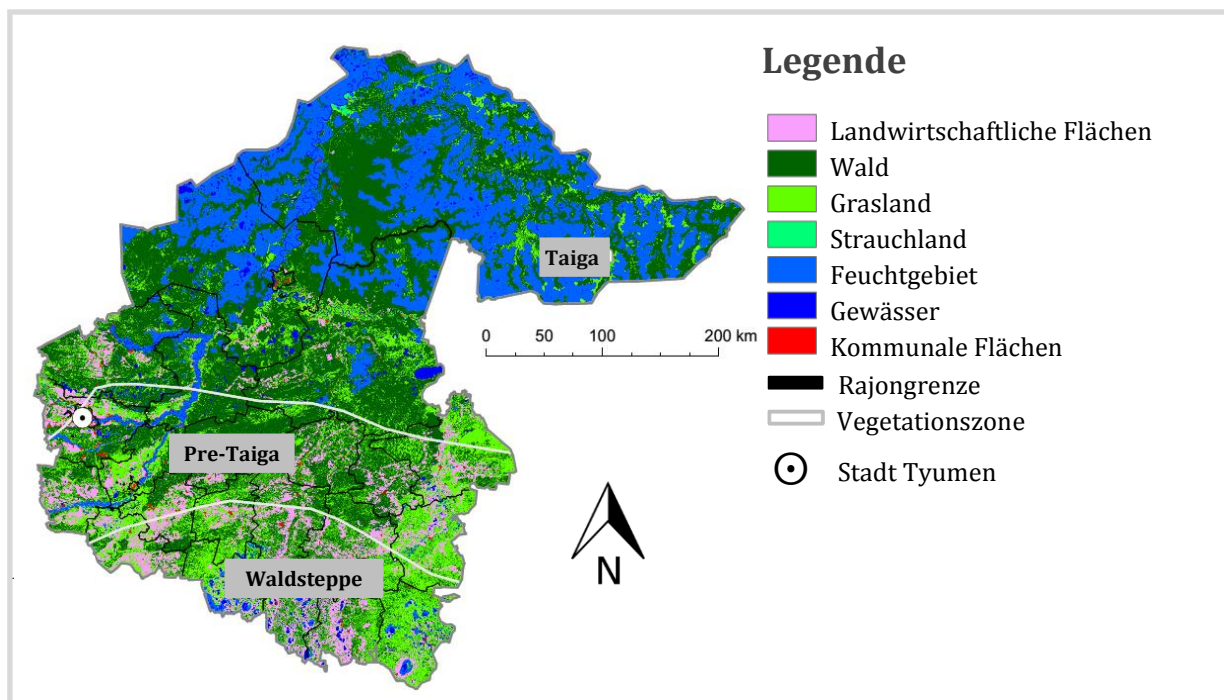 Legende
Landwirtschaftliche Flächen
Wald
Grasland
Strauchland
Feuchtgebiet
Gewässer
Kommunale Flächen
Rajongrenze
Vegetationszone
Stadt Tyumen
Taiga
0 50 100 200 km
Pre-Taiga
Waldsteppe
N